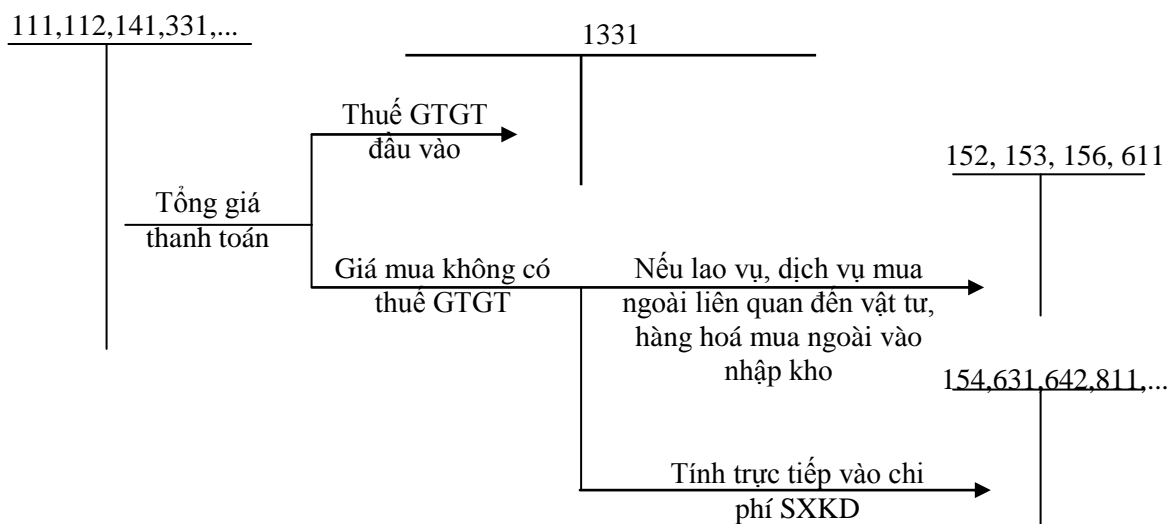 111,112,141,331,...
1331
Thuế GTGT
đầu vào
152, 153, 156, 611
Tổng giá
thanh toán
Giá mua không có
thuế GTGT
Nếu lao vụ, dịch vụ mua
ngoài liên quan đến vật tư,
hàng hoá mua ngoài vào
nhập kho
154,631,642,811,...
Tính trực tiếp vào chi
phí SXKD